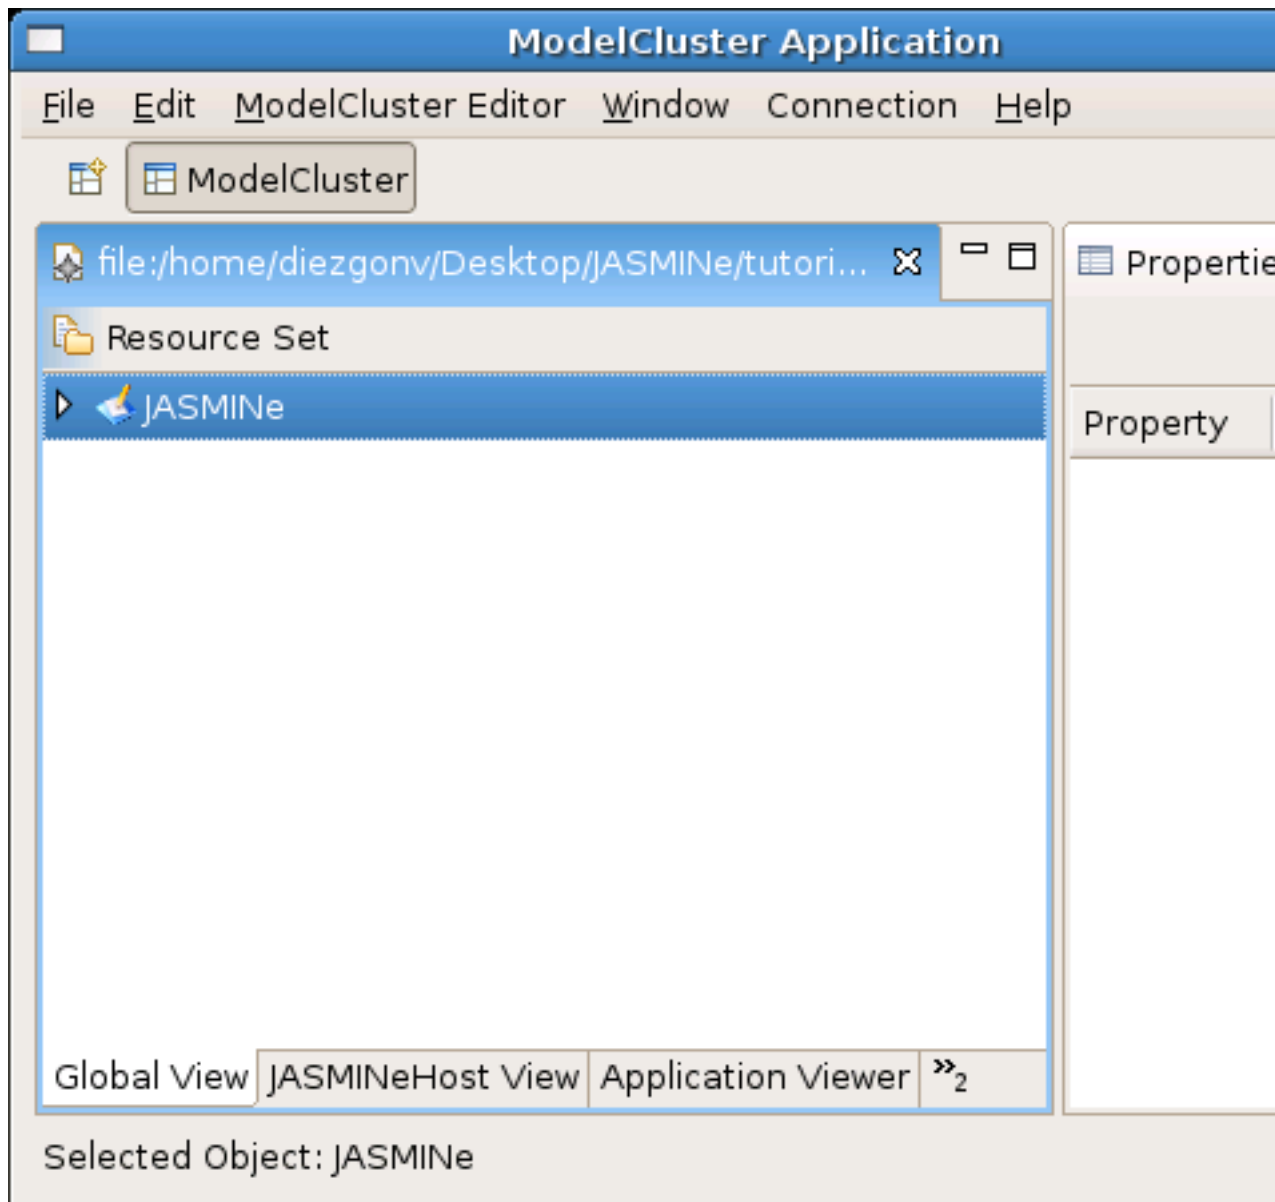 ModelCluster Application
File Edit ModelCluster Editor Window Connection Help
ModelCluster
file:/home/diezgonv/Desktop/JASMINe/tutori...
Propertie
Resource Set
JASMINe
Property
Global View JASMINeHost View Application Viewer »2
Selected Object: JASMINe